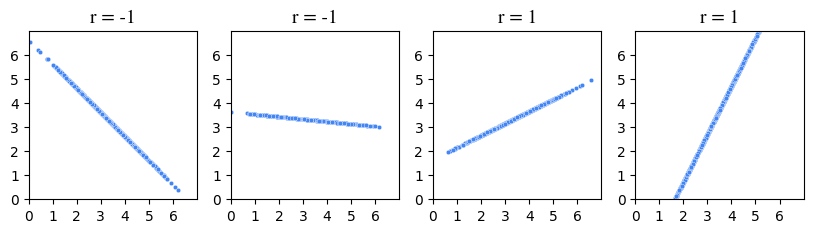 r = -1 r = -1 r = 1 r = 1
6 6 6 6
5 5 5 5
4 4 4 4
3 3 3 3
2 2 2 2
1 1 1 1
0 0 0 0
0 1 2 3 4 5 6 0 1 2 3 4 5 6 0 1 2 3 4 5 6 0 1 2 3 4 5 6